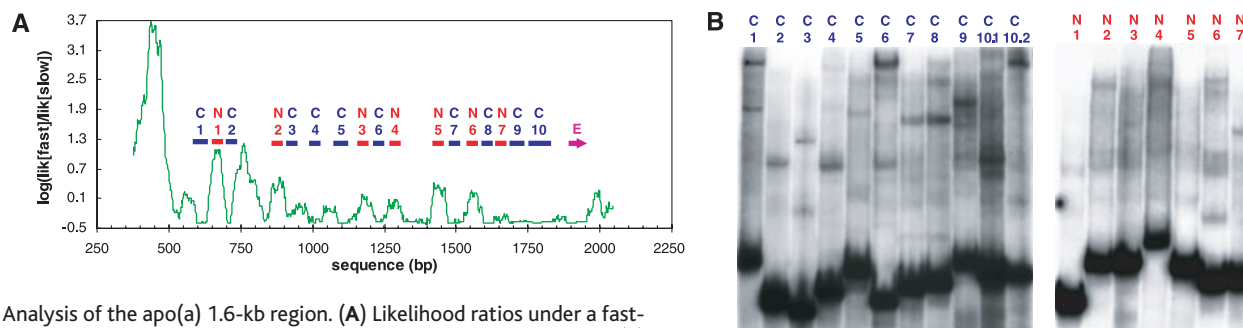 A
3.7
3.1
2.5
1.9
1.3
0.7
0.1
-0.5
log(lik[fast]/lik[slow])
C N C N C C C N C N N C N C N C C E
1 1 2 2 3 4 5 3 6 4 5 7 6 8 7 9 10
250 500 750 1000 1250 1500 1750 2000 2250
sequence (bp)
B
C C C C C C C C C C C
1 2 3 4 5 6 7 8 9 10.1 10.2
N N N N N N N
1 2 3 4 5 6 7
Analysis of the apo(a) 1.6-kb region. (A) Likelihood ratios under a fast-